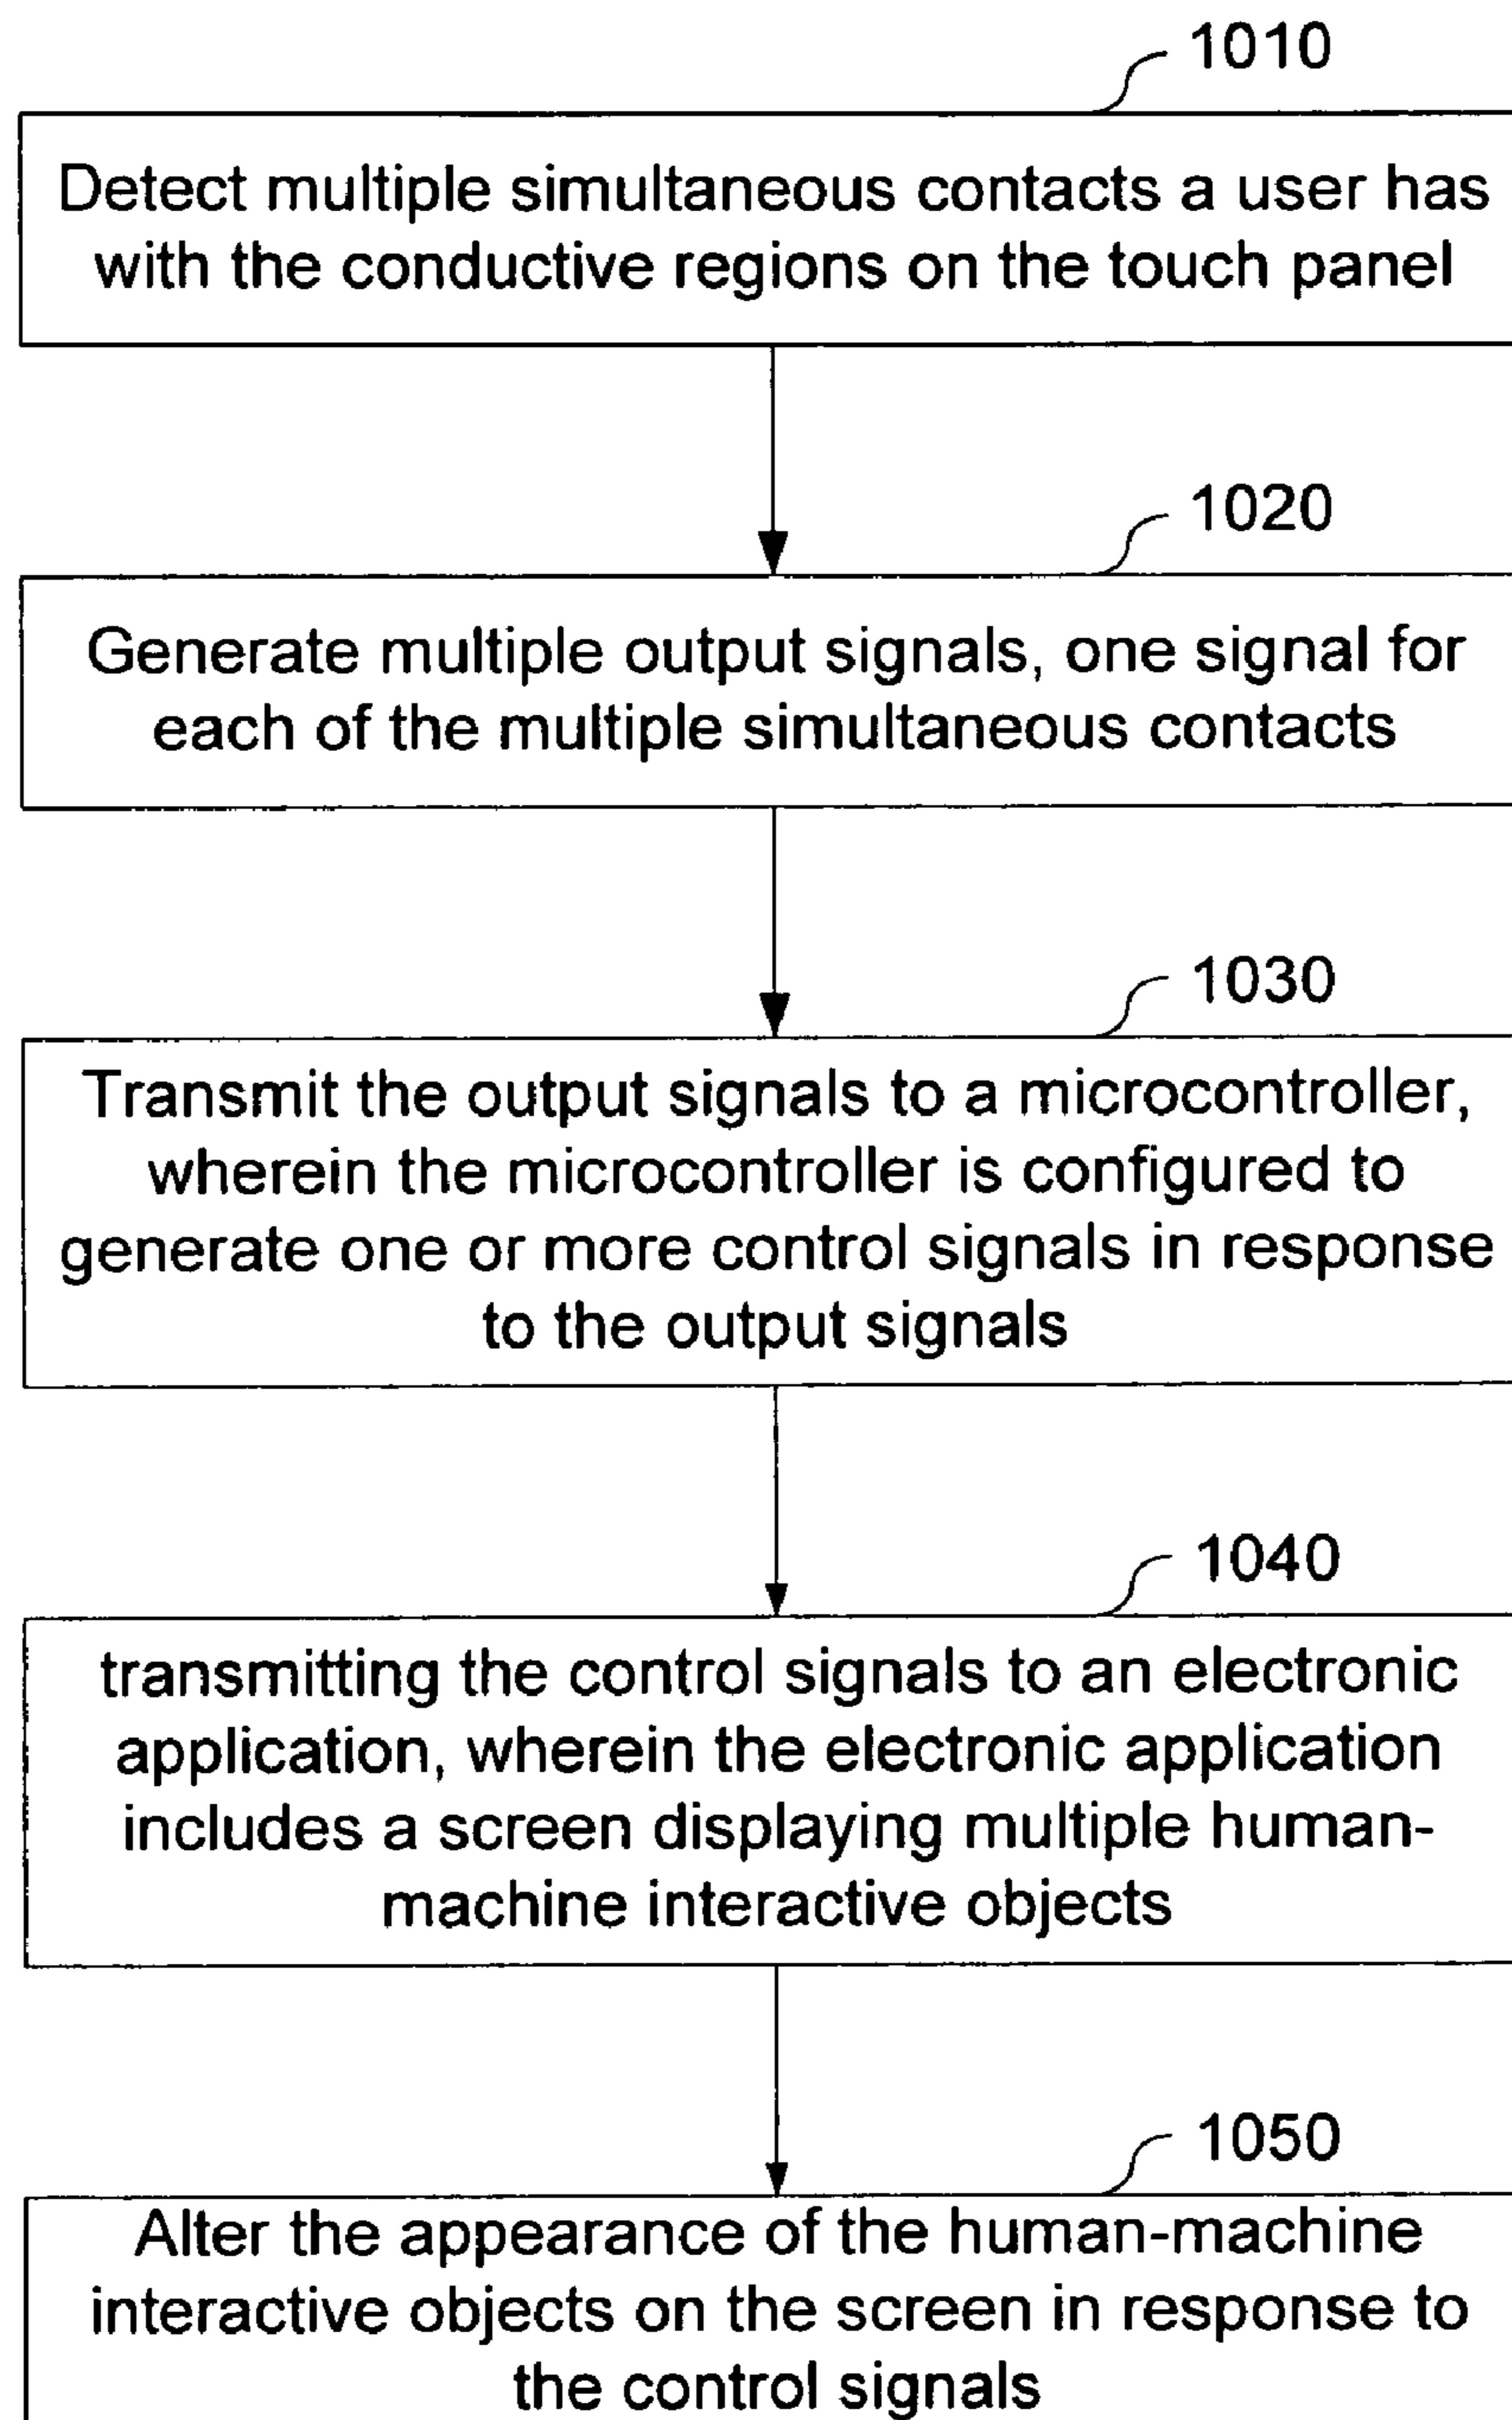 1010
Detect multiple simultaneous contacts a user has
with the conductive regions on the touch panel
1020
Generate multiple output signals, one signal for
each of the multiple simultaneous contacts
1030
Transmit the output signals to a microcontroller,
wherein the microcontroller is configured to
generate one or more control signals in response
to the output signals
1040
transmitting the control signals to an electronic
application, wherein the electronic application
includes a screen displaying multiple human-
machine interactive objects
1050
Alter the appearance of the human-machine
interactive objects on the screen in response to
the control signals